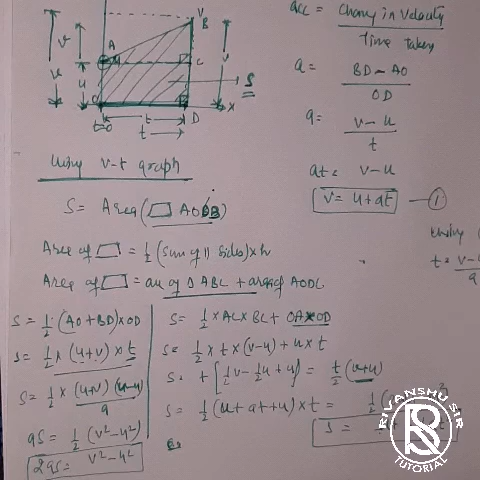 acc = Change in Velocity / Time Taken
a = BD - AO / OD
a = v - u / t
at = v - u
v = u + at —①
V
B
A
M
C
v
u
S
t=0
t
D
X
Using v-t graph
S = Area (▱ AODB)
Area of ▱ = 1/2 (sum of || sides) × h
Area of ▱ = ar of Δ ABC + area of AODC
S = 1/2 (AO + BD) × OD
S = 1/2 × (u+v) × t
S = 1/2 × (u+v) (v-u) / a
aS = 1/2 (v² - u²)
2aS = v² - u²
S = 1/2 × AC × BC + OA × OD
S = 1/2 × t × (v-u) + u × t
S = t [1/2 v - 1/2 u + u] = t/2 (v+u)
S = 1/2 (u + at + u) × t = 1/2
S =
t = v-
a
RIVANSHU SIR
R
S
TUTORIAL